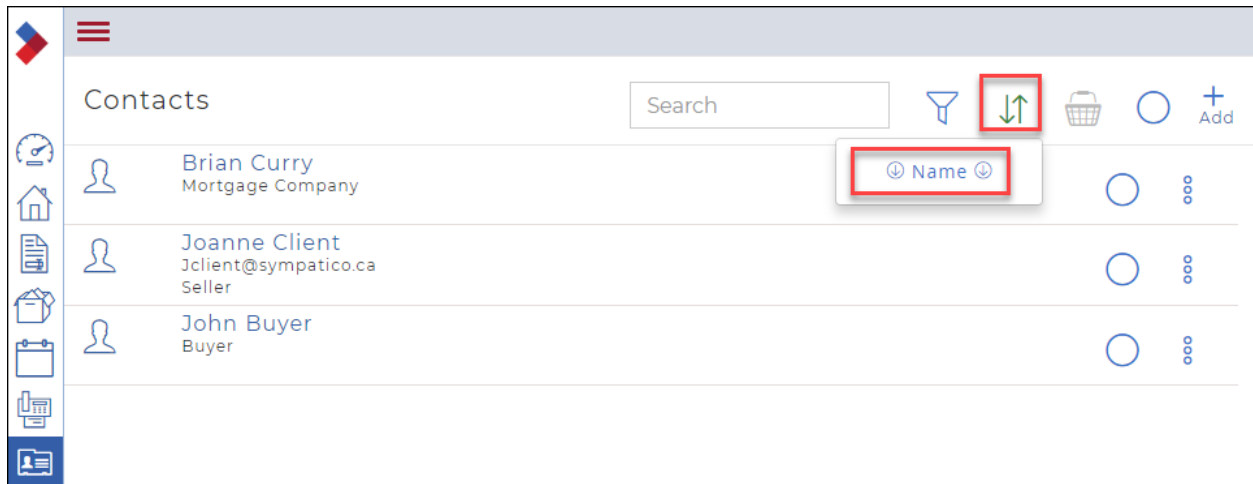 Contacts
Search
Add
Name
Brian Curry
Mortgage Company
Joanne Client
Jclient@sympatico.ca
Seller
John Buyer
Buyer